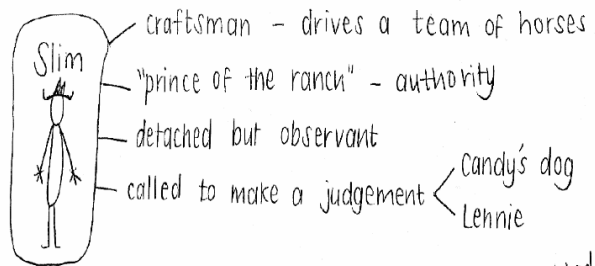 Slim
craftsman - drives a team of horses
"prince of the ranch" - authority
detached but observant
called to make a judgement
Candy's dog
Lennie